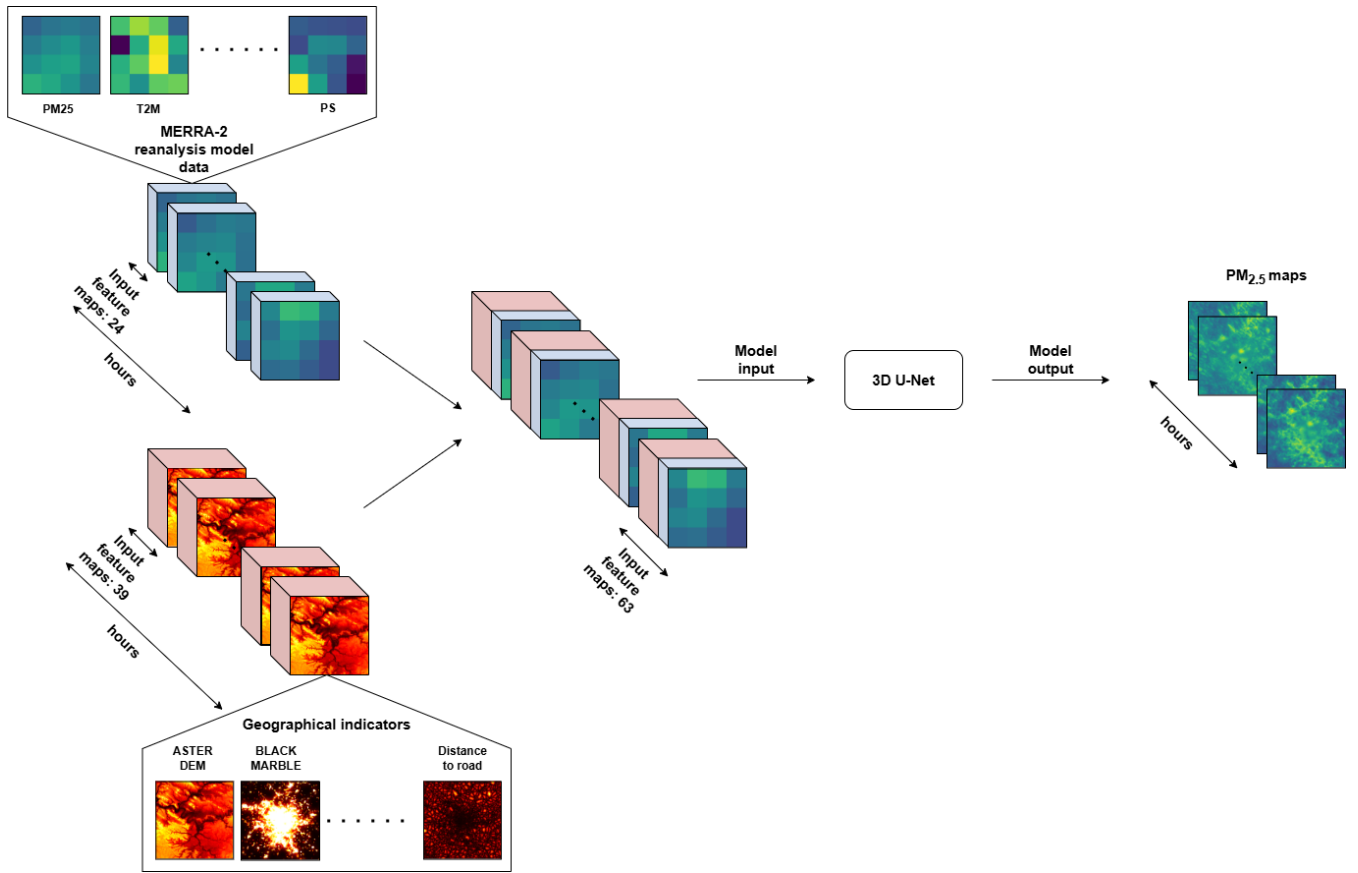 PM25
T2M
PS
MERRA-2
reanalysis model
data
Input
feature
maps: 24
hours
Input
feature
maps: 39
hours
Input
feature
maps: 63
Model
input
3D U-Net
Model
output
PM2.5 maps
hours
Geographical indicators
ASTER
DEM
BLACK
MARBLE
Distance
to road